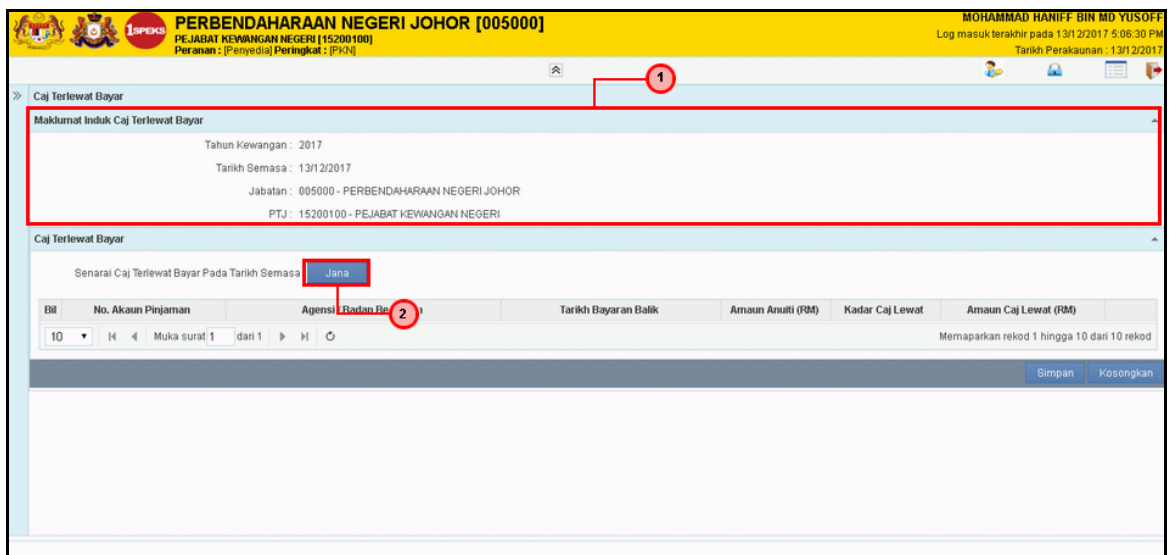 1SPEKS
PERBENDAHARAAN NEGERI JOHOR [005000]
PEJABAT KEWANGAN NEGERI [15200100]
Peranan : [Penyedia] Peringkat : [PKN]
MOHAMMAD HANIFF BIN MD YUSOFF
Log masuk terakhir pada 13/12/2017 5:06:30 PM
Tarikh Perakaunan : 13/12/2017
1
Caj Terlewat Bayar
Maklumat Induk Caj Terlewat Bayar
Tahun Kewangan : 2017
Tarikh Semasa : 13/12/2017
Jabatan : 005000 - PERBENDAHARAAN NEGERI JOHOR
PTJ : 15200100 - PEJABAT KEWANGAN NEGERI
Caj Terlewat Bayar
Senarai Caj Terlewat Bayar Pada Tarikh Semasa Jana
2
Bil No. Akaun Pinjaman Agensi / Badan Tarikh Bayaran Balik Amaun Anuiti (RM) Kadar Caj Lewat Amaun Caj Lewat (RM)
10 Muka surat 1 dari 1 Memaparkan rekod 1 hingga 10 dari 10 rekod
Simpan Kosongkan